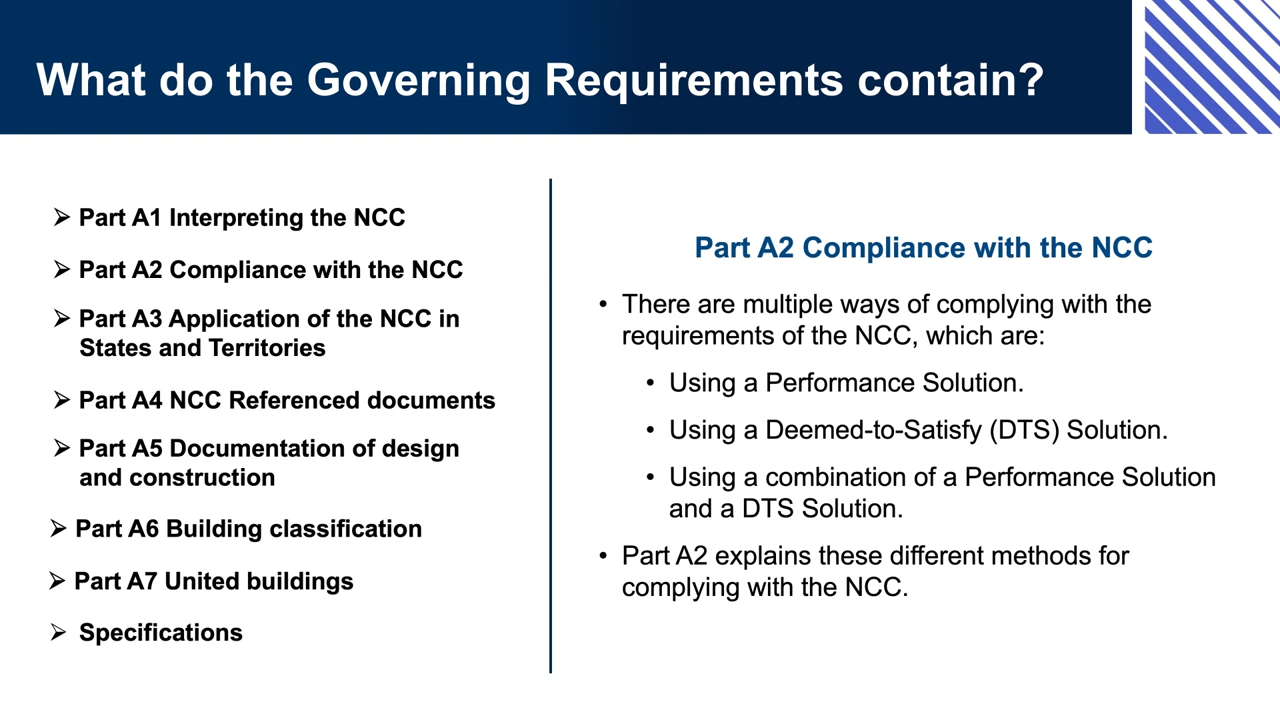 What do the Governing Requirements contain?
➢ Part A1 Interpreting the NCC
➢ Part A2 Compliance with the NCC
➢ Part A3 Application of the NCC in
States and Territories
➢ Part A4 NCC Referenced documents
➢ Part A5 Documentation of design
and construction
➢ Part A6 Building classification
➢ Part A7 United buildings
➢ Specifications
Part A2 Compliance with the NCC
• There are multiple ways of complying with the
requirements of the NCC, which are:
• Using a Performance Solution.
• Using a Deemed-to-Satisfy (DTS) Solution.
• Using a combination of a Performance Solution
and a DTS Solution.
• Part A2 explains these different methods for
complying with the NCC.